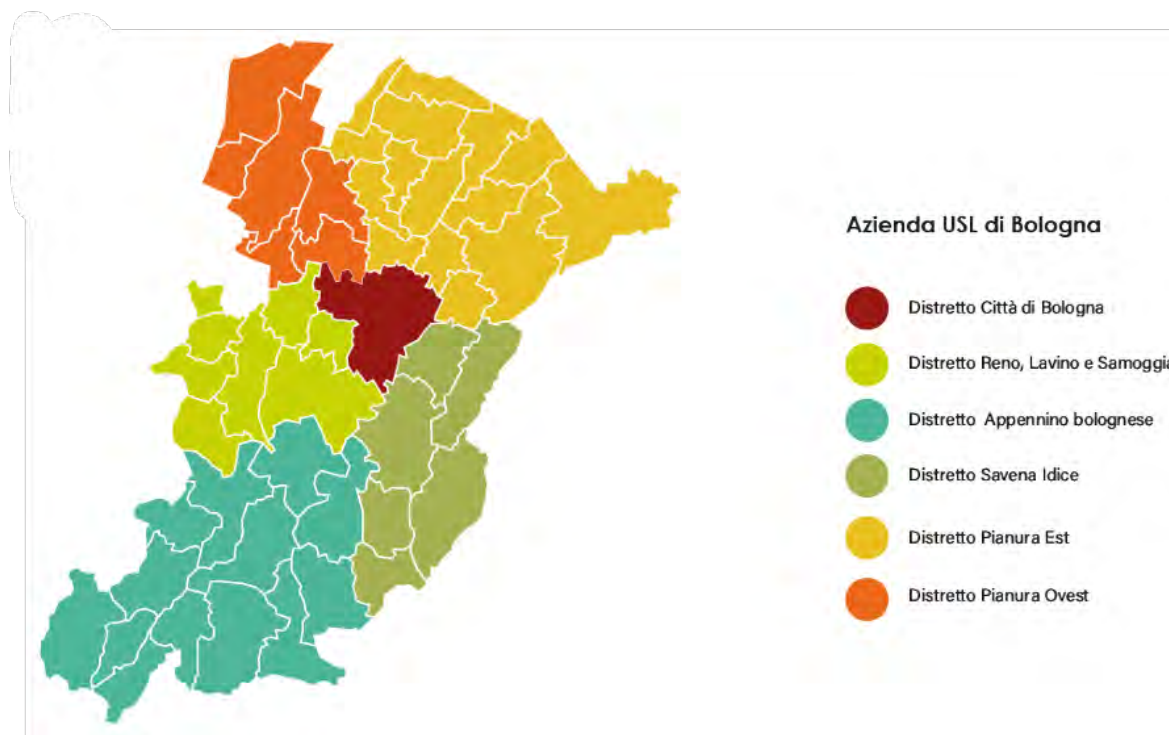 Azienda USL di Bologna
Distretto Città di Bologna
Distretto Reno, Lavino e Samoggia
Distretto Appennino bolognese
Distretto Savena Idice
Distretto Pianura Est
Distretto Pianura Ovest